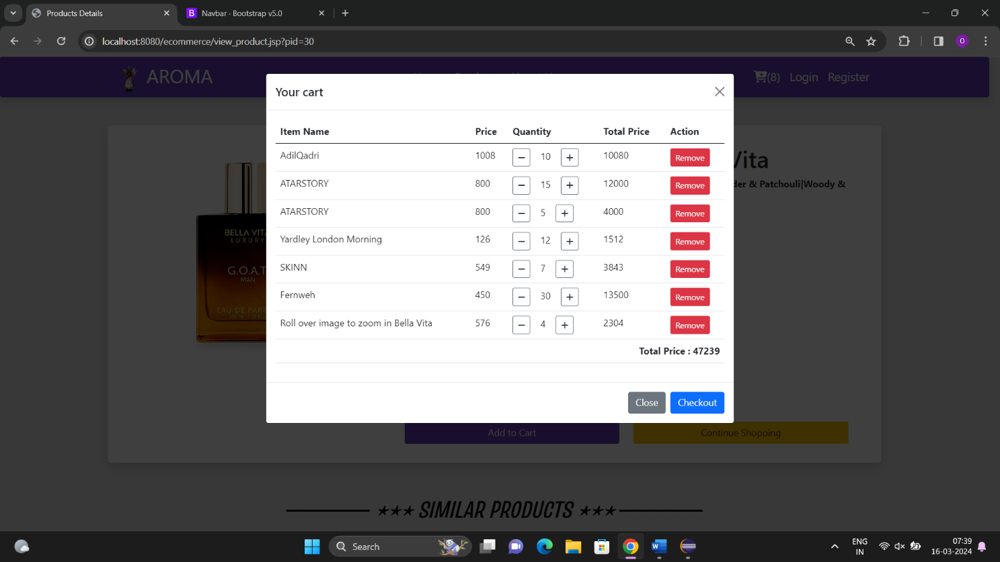 Products Details
B Navbar · Bootstrap v5.0
localhost:8080/ecommerce/view_product.jsp?pid=30
O
AROMA
(8) Login Register
Your cart
Item Name Price Quantity Total Price Action
AdilQadri 1008 − 10 + 10080 Remove
ATARSTORY 800 − 15 + 12000 Remove
ATARSTORY 800 − 5 + 4000 Remove
Yardley London Morning 126 − 12 + 1512 Remove
SKINN 549 − 7 + 3843 Remove
Fernweh 450 − 30 + 13500 Remove
Roll over image to zoom in Bella Vita 576 − 4 + 2304 Remove
Total Price : 47239
Close Checkout
Vita
& Patchouli|Woody &
BELLA VITA
LUXURY
G.O.A.T
MAN
Add to Cart Continue Shopping
*** SIMILAR PRODUCTS ***
Search
ENG
IN
07:39
16-03-2024